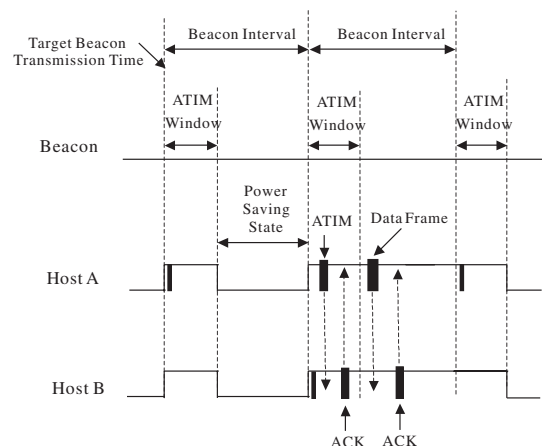 Target Beacon
Transmission Time
Beacon Interval
Beacon Interval
ATIM
Window
ATIM
Window
ATIM
Window
Beacon
Power
Saving
State
ATIM
Data Frame
Host A
Host B
ACK
ACK